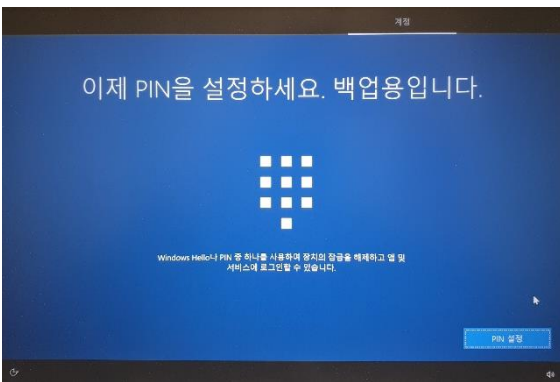 계정
이제 PIN을 설정하세요. 백업용입니다.
Windows Hello나 PIN 중 하나를 사용하여 장치의 잠금을 해제하고 앱 및
서비스에 로그인할 수 있습니다.
PIN 설정